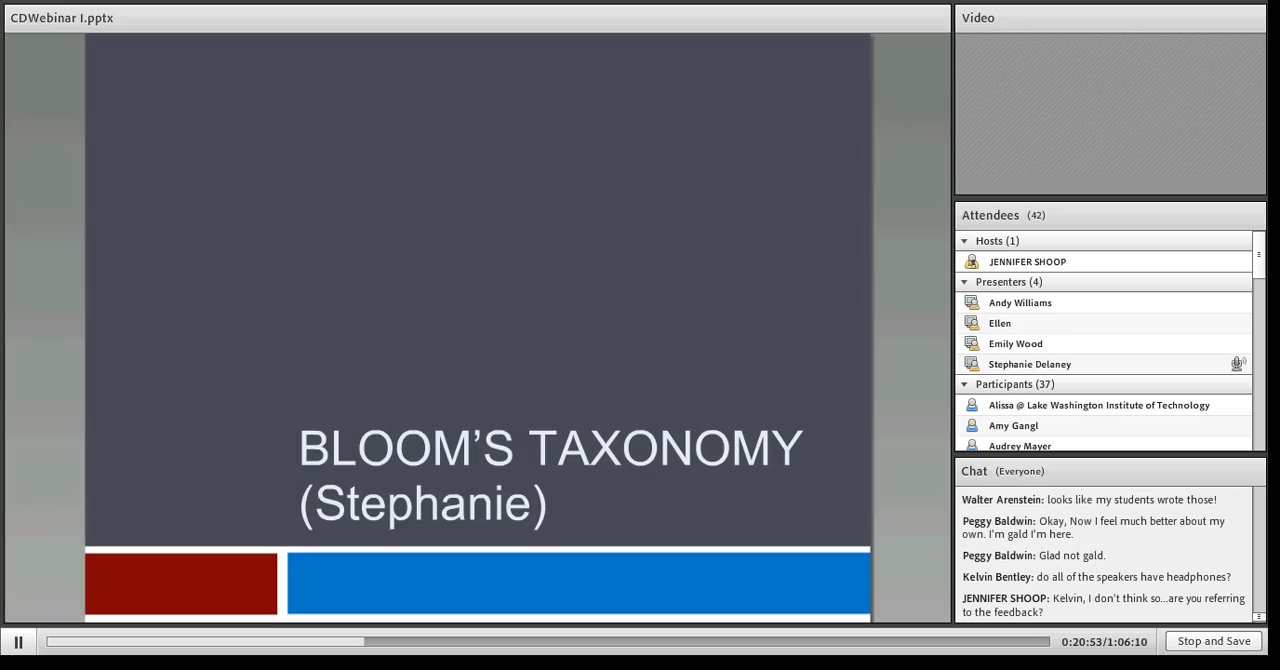 CDWebinar I.pptx
BLOOM’S TAXONOMY
(Stephanie)
Video
Attendees (42)
Hosts (1)
JENNIFER SHOOP
Presenters (4)
Andy Williams
Ellen
Emily Wood
Stephanie Delaney
Participants (37)
Alissa @ Lake Washington Institute of Technology
Amy Gangl
Audrey Mayer
Chat (Everyone)
Walter Arenstein: looks like my students wrote those!
Peggy Baldwin: Okay, Now I feel much better about my
own. I'm gald I'm here.
Peggy Baldwin: Glad not gald.
Kelvin Bentley: do all of the speakers have headphones?
JENNIFER SHOOP: Kelvin, I don't think so...are you referring
to the feedback?
0:20:53/1:06:10
Stop and Save